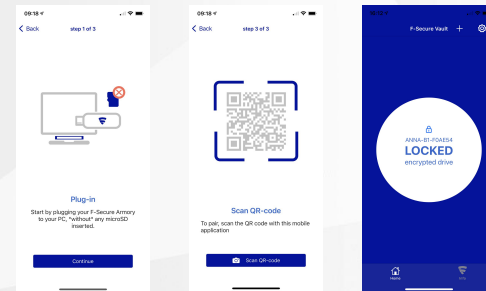 09:18
Back
step 1 of 3
Plug-in
Start by plugging your F-Secure Armory
to your PC, *without* any microSD
inserted.
Continue
09:18
Back
step 3 of 3
Scan QR-code
To pair, scan the QR code with this mobile
application
Scan QR-code
F-Secure Vault
ANNA-B1-F0AE54
LOCKED
encrypted drive
Home